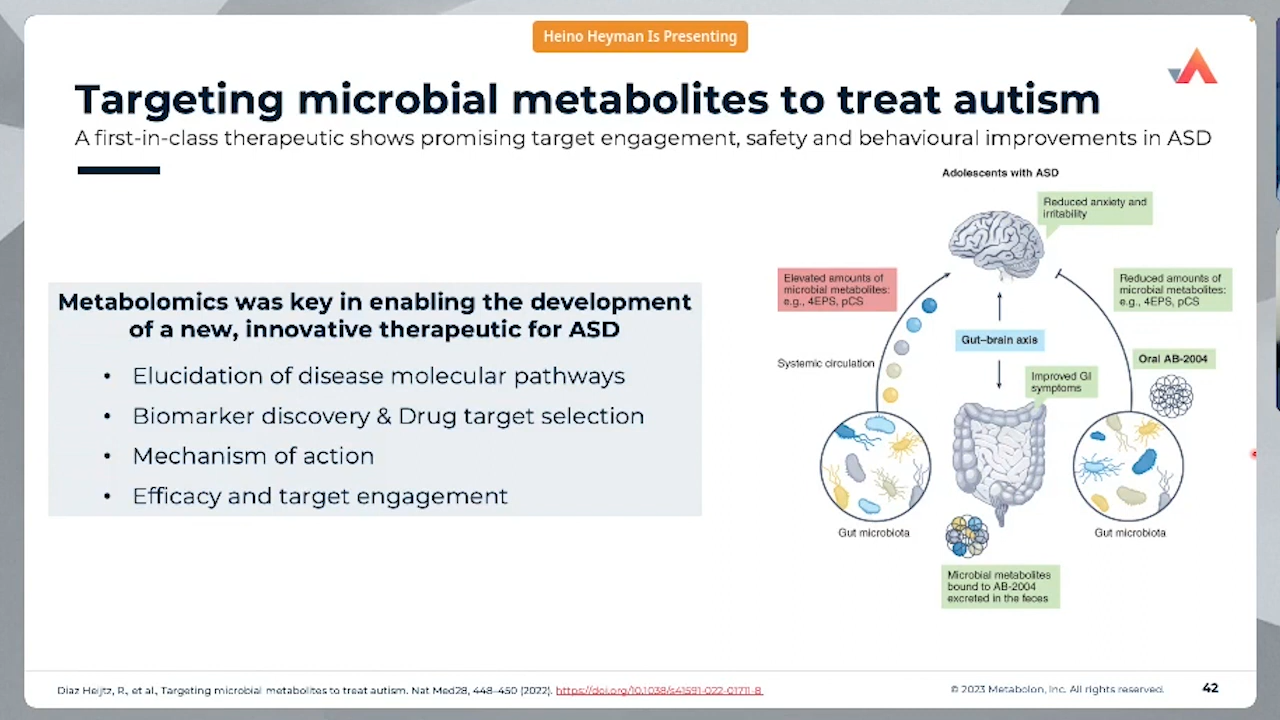 Heino Heyman Is Presenting
Targeting microbial metabolites to treat autism
A first-in-class therapeutic shows promising target engagement, safety and behavioural improvements in ASD
Metabolomics was key in enabling the development
of a new, innovative therapeutic for ASD
• Elucidation of disease molecular pathways
• Biomarker discovery & Drug target selection
• Mechanism of action
• Efficacy and target engagement
Adolescents with ASD
Reduced anxiety and
irritability
Elevated amounts of
microbial metabolites:
e.g., 4EPS, pCS
Reduced amounts of
microbial metabolites:
e.g., 4EPS, pCS
Gut–brain axis
Systemic circulation
Oral AB-2004
Improved GI
symptoms
Gut microbiota
Gut microbiota
Microbial metabolites
bound to AB-2004
excreted in the feces
Diaz Heijtz, R., et al., Targeting microbial metabolites to treat autism. Nat Med28, 448–450 (2022). https://doi.org/10.1038/s41591-022-01711-8
© 2023 Metabolon, Inc. All rights reserved.
42